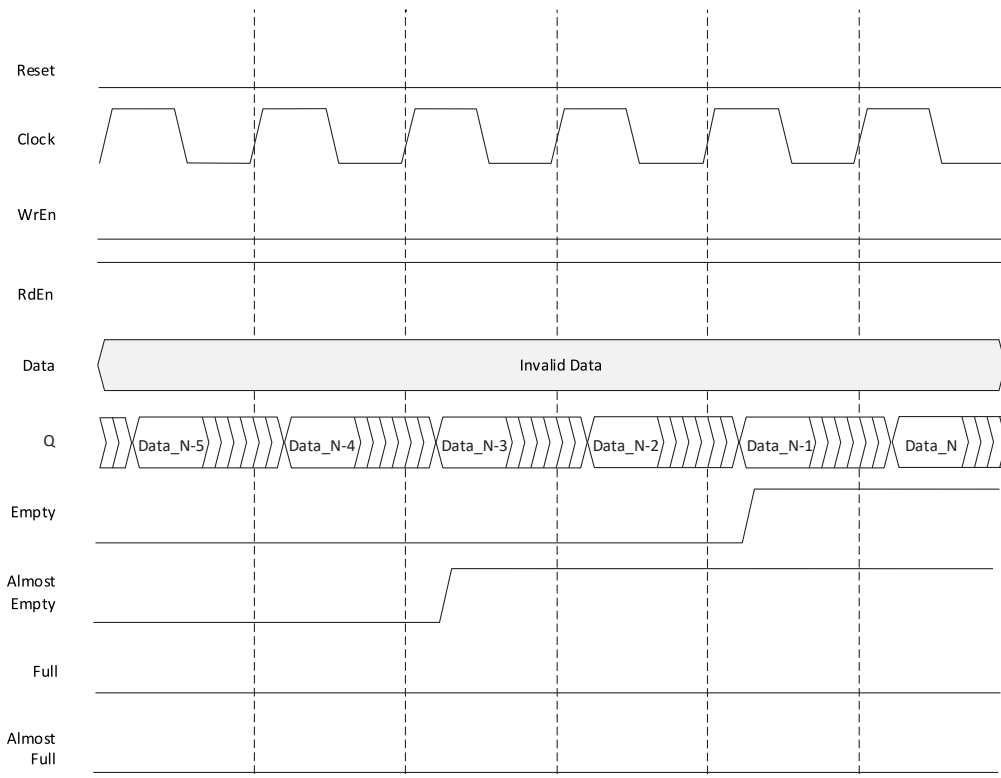 Reset
Clock
WrEn
RdEn
Data
Invalid Data
Q
Data_N-5
Data_N-4
Data_N-3
Data_N-2
Data_N-1
Data_N
Empty
Almost
Empty
Full
Almost
Full